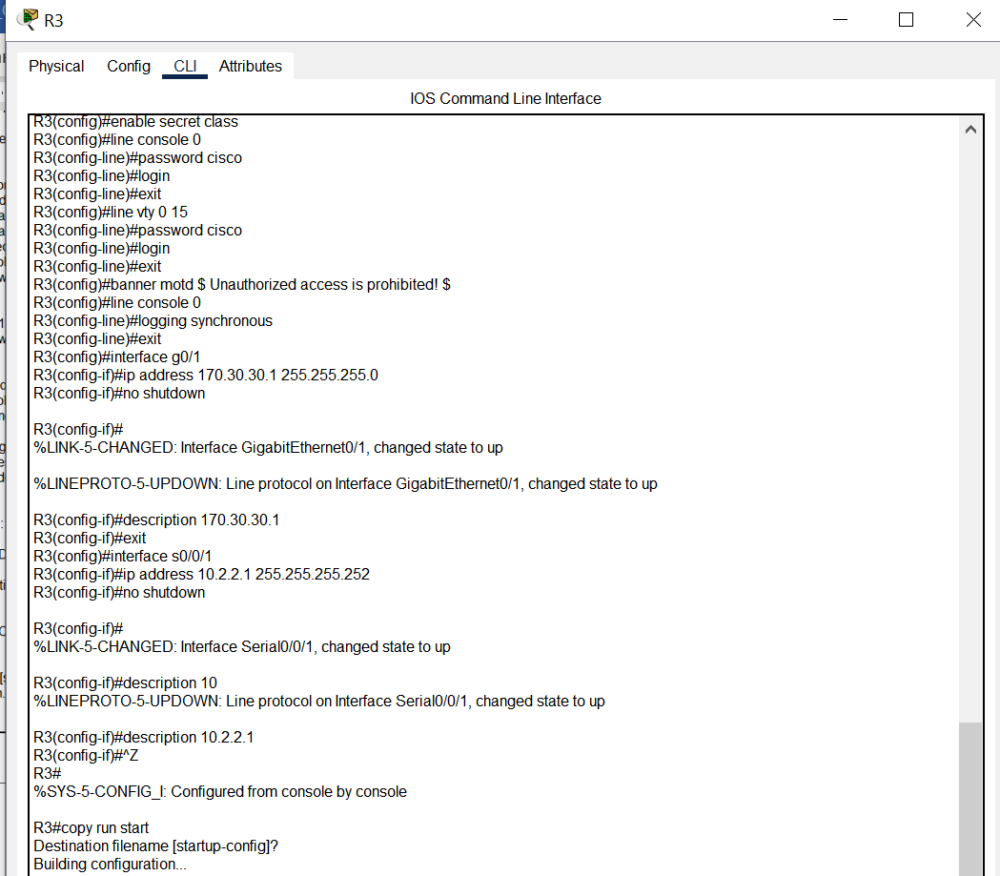 R3
Physical Config CLI Attributes
IOS Command Line Interface
R3(config)#enable secret class
R3(config)#line console 0
R3(config-line)#password cisco
R3(config-line)#login
R3(config-line)#exit
R3(config)#line vty 0 15
R3(config-line)#password cisco
R3(config-line)#login
R3(config-line)#exit
R3(config)#banner motd $ Unauthorized access is prohibited! $
R3(config)#line console 0
R3(config-line)#logging synchronous
R3(config-line)#exit
R3(config)#interface g0/1
R3(config-if)#ip address 170.30.30.1 255.255.255.0
R3(config-if)#no shutdown
R3(config-if)#
%LINK-5-CHANGED: Interface GigabitEthernet0/1, changed state to up
%LINEPROTO-5-UPDOWN: Line protocol on Interface GigabitEthernet0/1, changed state to up
R3(config-if)#description 170.30.30.1
R3(config-if)#exit
R3(config)#interface s0/0/1
R3(config-if)#ip address 10.2.2.1 255.255.255.252
R3(config-if)#no shutdown
R3(config-if)#
%LINK-5-CHANGED: Interface Serial0/0/1, changed state to up
R3(config-if)#description 10
%LINEPROTO-5-UPDOWN: Line protocol on Interface Serial0/0/1, changed state to up
R3(config-if)#description 10.2.2.1
R3(config-if)#^Z
R3#
%SYS-5-CONFIG_I: Configured from console by console
R3#copy run start
Destination filename [startup-config]?
Building configuration...